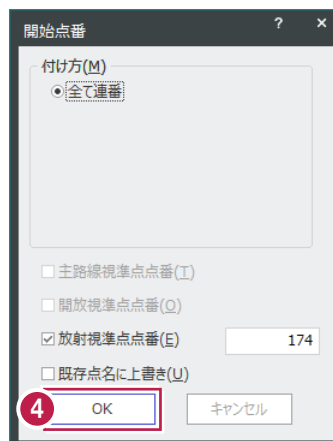 開始点番 ? ×
付け方(M)
全て連番
主路線視準点点番(T)
開放視準点点番(O)
放射視準点点番(E) 174
既存点名に上書き(U)
4 OK キャンセル